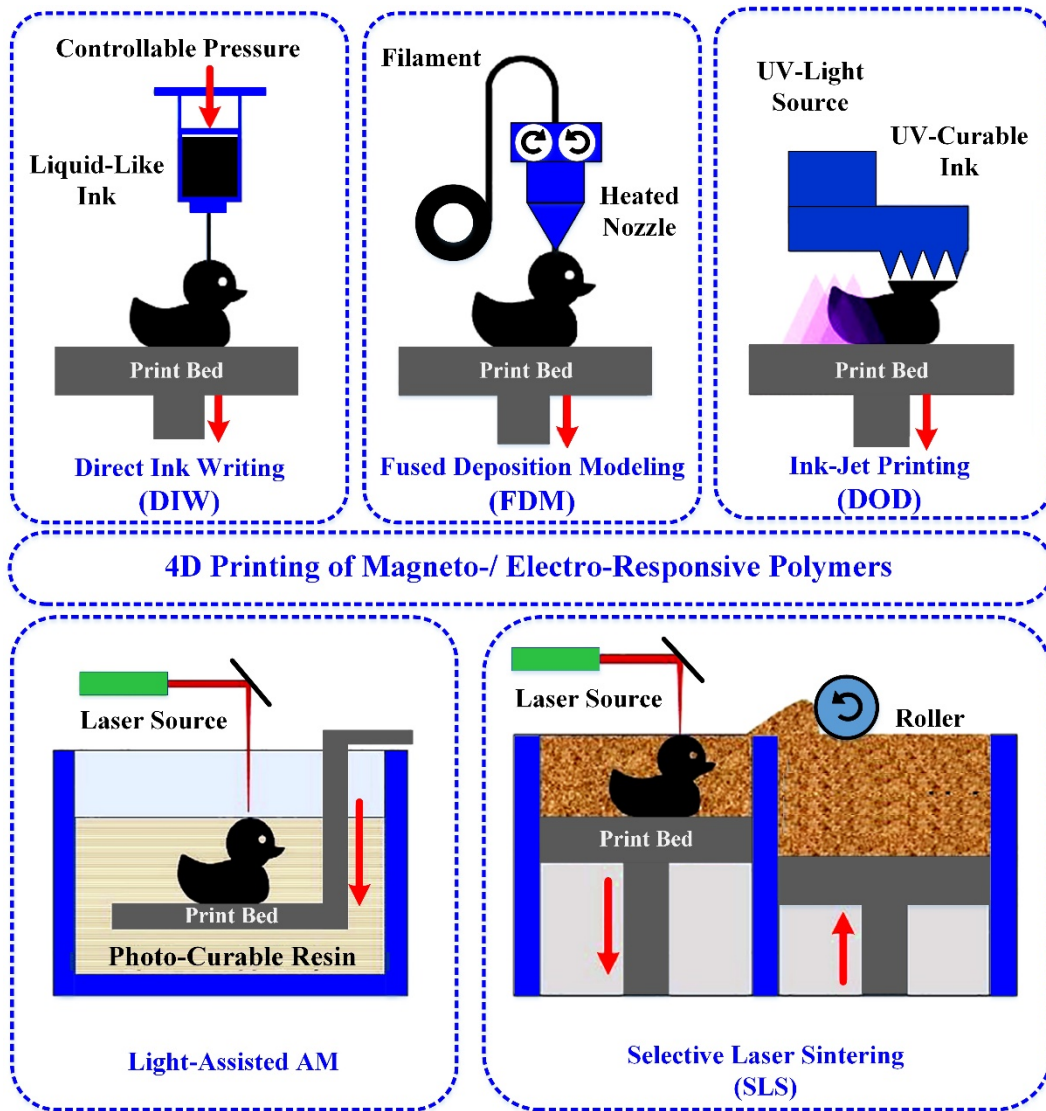 Controllable Pressure
Liquid-Like
Ink
Print Bed
Direct Ink Writing
(DIW)
Filament
Heated
Nozzle
Print Bed
Fused Deposition Modeling
(FDM)
UV-Light
Source
UV-Curable
Ink
Print Bed
Ink-Jet Printing
(DOD)
4D Printing of Magneto-/ Electro-Responsive Polymers
Laser Source
Print Bed
Photo-Curable Resin
Light-Assisted AM
Laser Source
Roller
Print Bed
Selective Laser Sintering
(SLS)